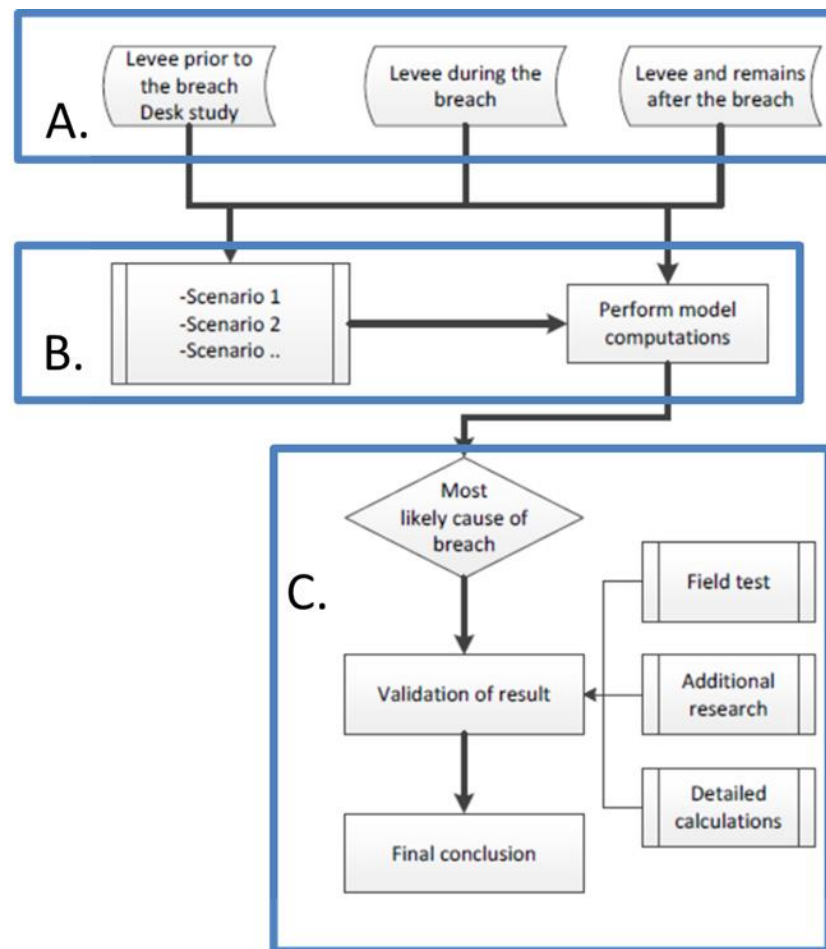 A.
Levee prior to
the breach
Desk study
Levee during the
breach
Levee and remains
after the breach
B.
-Scenario 1
-Scenario 2
-Scenario ..
Perform model
computations
C.
Most
likely cause of
breach
Field test
Validation of result
Additional
research
Detailed
calculations
Final conclusion